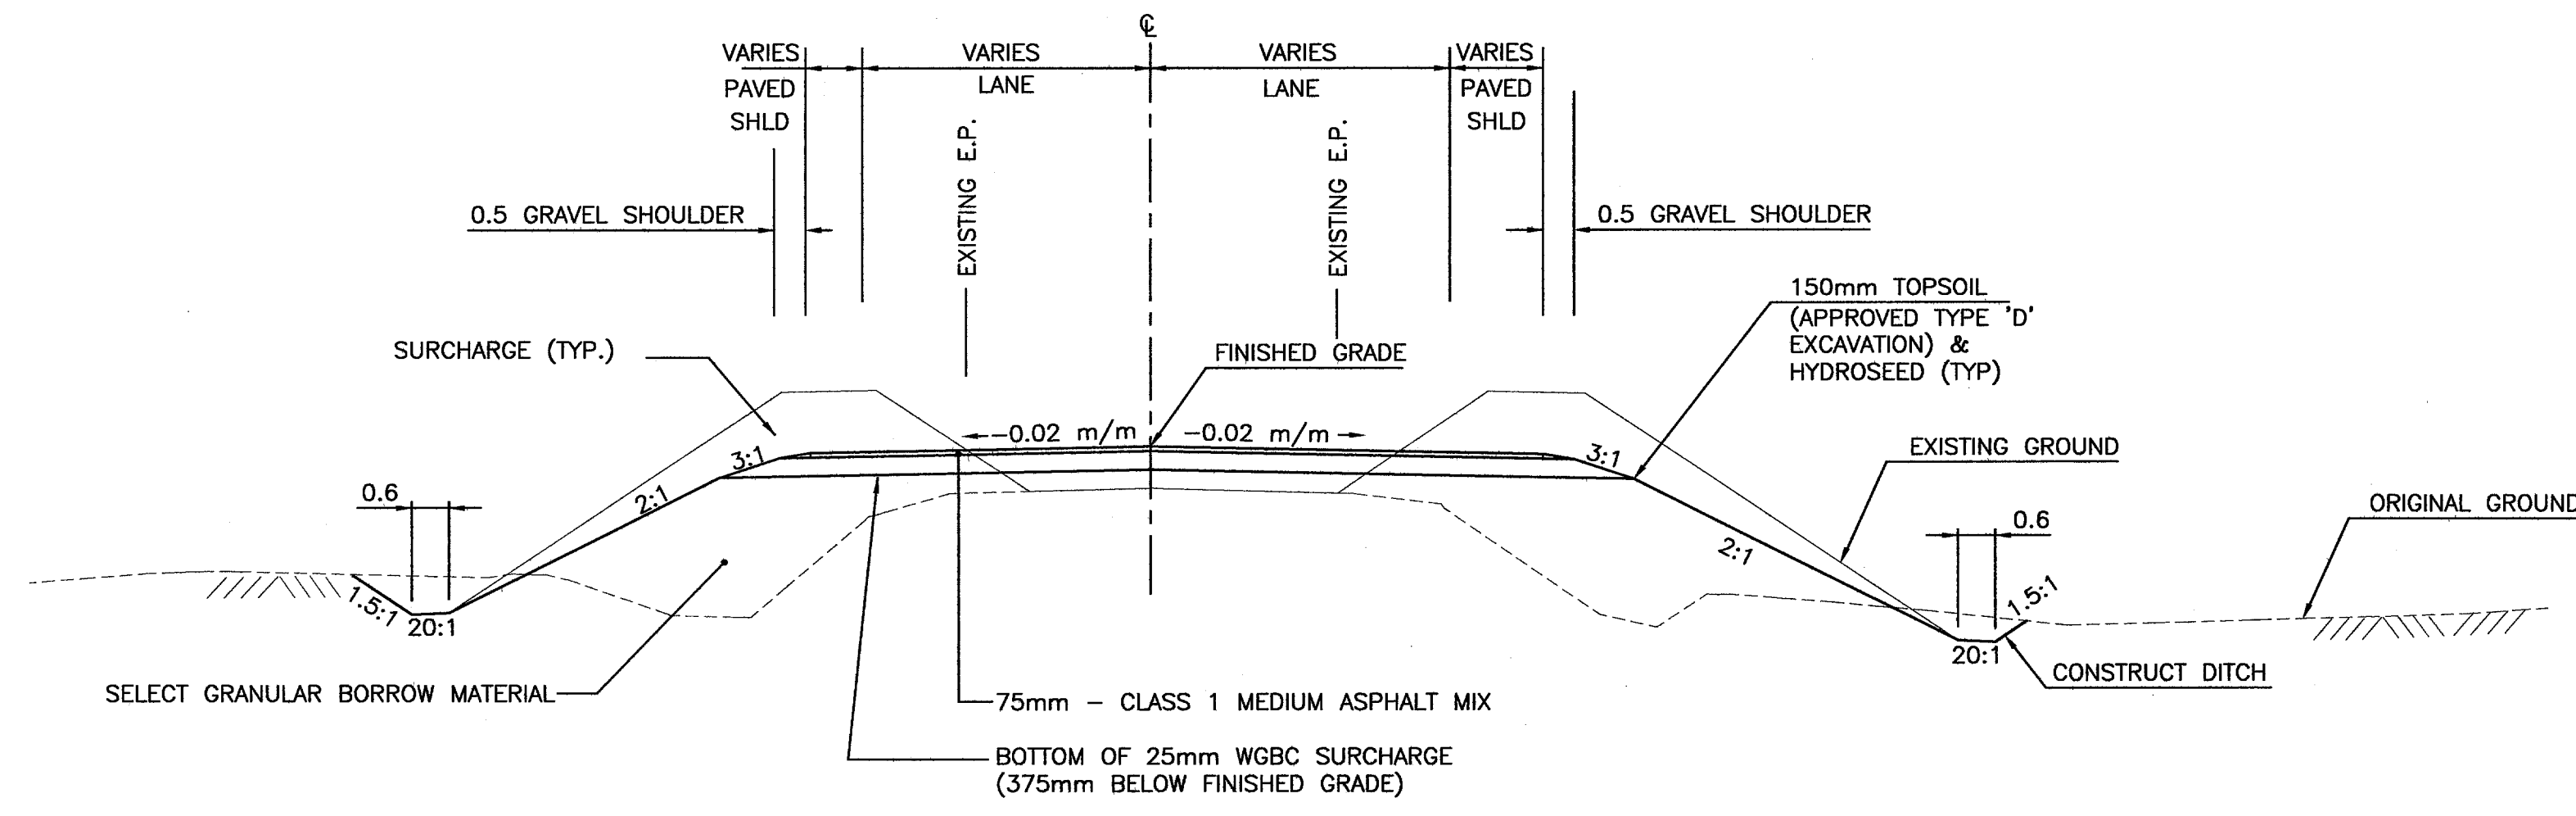 ℄
VARIES
VARIES
VARIES
VARIES
PAVED
SHLD
LANE
LANE
PAVED
SHLD
EXISTING E.P.
EXISTING E.P.
0.5 GRAVEL SHOULDER
0.5 GRAVEL SHOULDER
150mm TOPSOIL
(APPROVED TYPE 'D'
EXCAVATION) &
HYDROSEED (TYP)
SURCHARGE (TYP.)
FINISHED GRADE
-0.02 m/m
-0.02 m/m
EXISTING GROUND
3:1
3:1
0.6
2:1
ORIGINAL GROUND
0.6
2:1
1.5:1
20:1
1.5:1
20:1
CONSTRUCT DITCH
SELECT GRANULAR BORROW MATERIAL
75mm – CLASS 1 MEDIUM ASPHALT MIX
BOTTOM OF 25mm WGBC SURCHARGE
(375mm BELOW FINISHED GRADE)